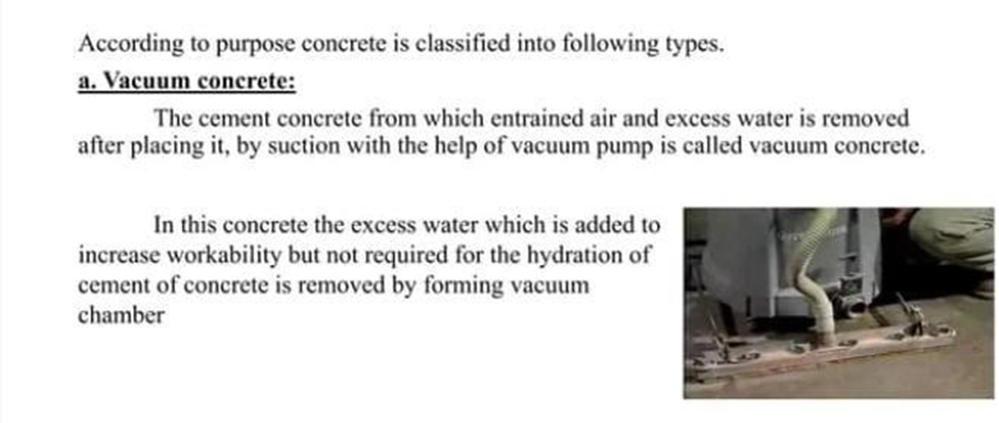 According to purpose concrete is classified into following types.
a. Vacuum concrete:
The cement concrete from which entrained air and excess water is removed
after placing it, by suction with the help of vacuum pump is called vacuum concrete.
In this concrete the excess water which is added to
increase workability but not required for the hydration of
cement of concrete is removed by forming vacuum
chamber